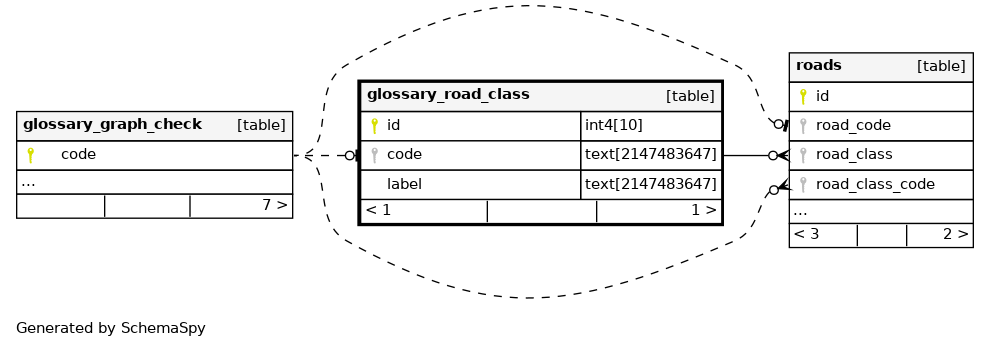 glossary_graph_check [table]
code
...
7 >
glossary_road_class [table]
id int4[10]
code text[2147483647]
label text[2147483647]
< 1 1 >
roads [table]
id
road_code
road_class
road_class_code
...
< 3 2 >
Generated by SchemaSpy